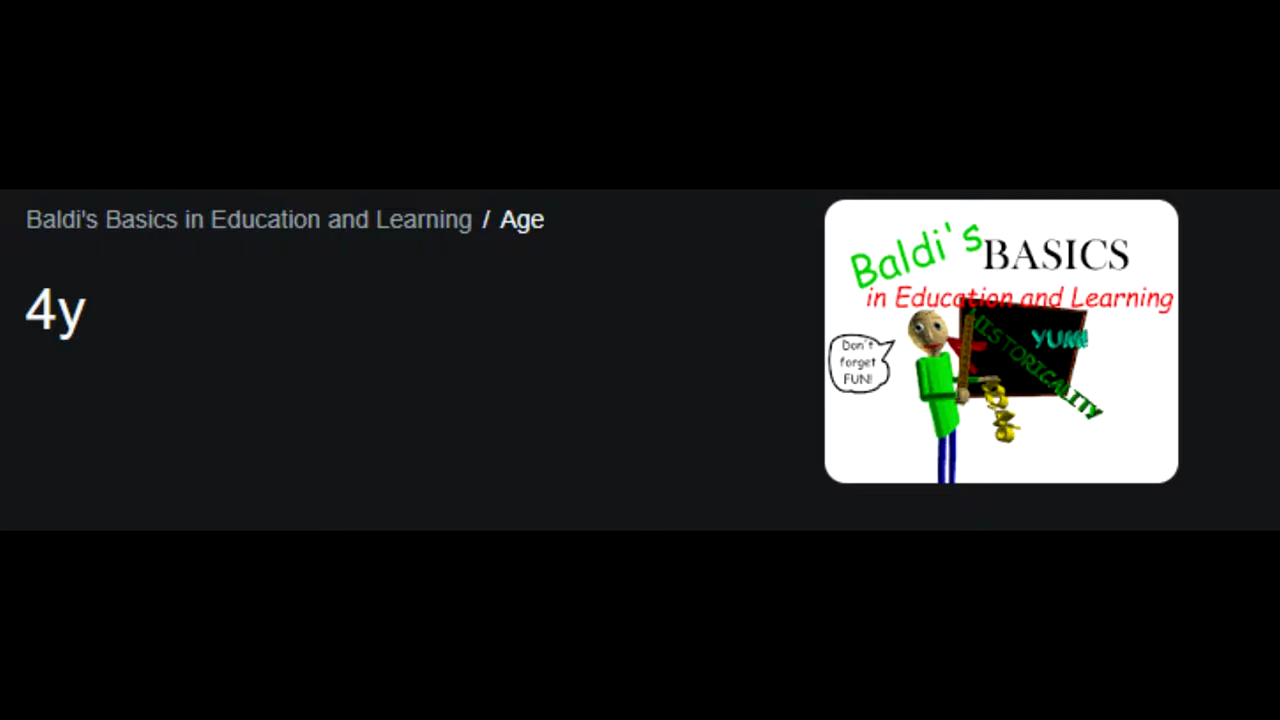 Baldi's Basics in Education and Learning / Age
4y
Baldi's BASICS
in Education and Learning
HISTORICALITY
YUM!
Don't
forget
FUN!